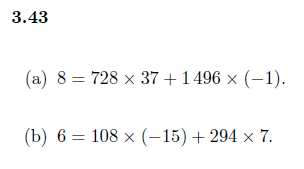 3.43
(a) 8 = 728 × 37 + 1 496 × (−1).
(b) 6 = 108 × (−15) + 294 × 7.